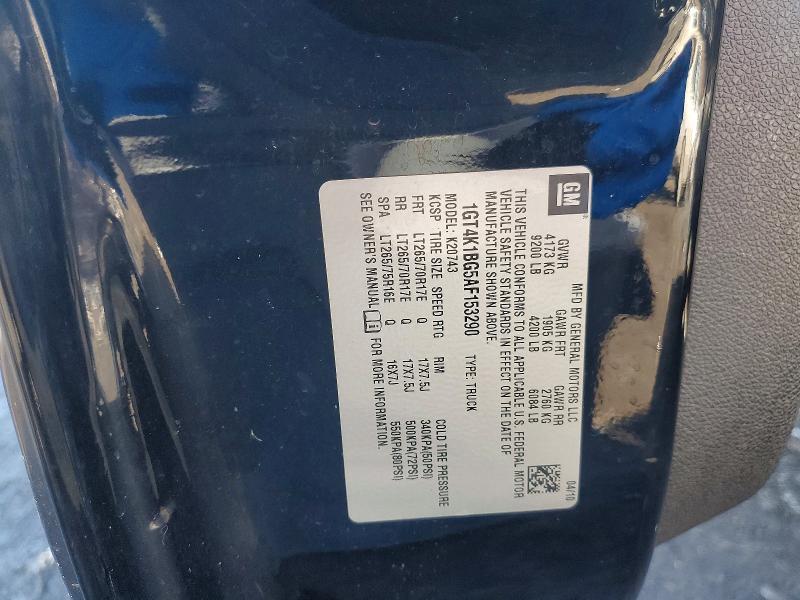 GM
MFD BY GENERAL MOTORS LLC 04/10
GVWR GAWR FRT GAWR RR
4173 KG 1905 KG 2760 KG
9200 LB 4200 LB 6084 LB
THIS VEHICLE CONFORMS TO ALL APPLICABLE U.S. FEDERAL MOTOR
VEHICLE SAFETY STANDARDS IN EFFECT ON THE DATE OF
MANUFACTURE SHOWN ABOVE.
1GT4K1BG5AF153290 TYPE: TRUCK
MODEL: K20743
KCSP TIRE SIZE SPEED RTG RIM COLD TIRE PRESSURE
FRT LT265/70R17E Q 17X7.5J 340KPA(50PSI)
RR LT265/70R17E Q 17X7.5J 500KPA(72PSI)
SPA LT265/75R16E Q 16X7J 550KPA(80PSI)
SEE OWNER'S MANUAL FOR MORE INFORMATION.